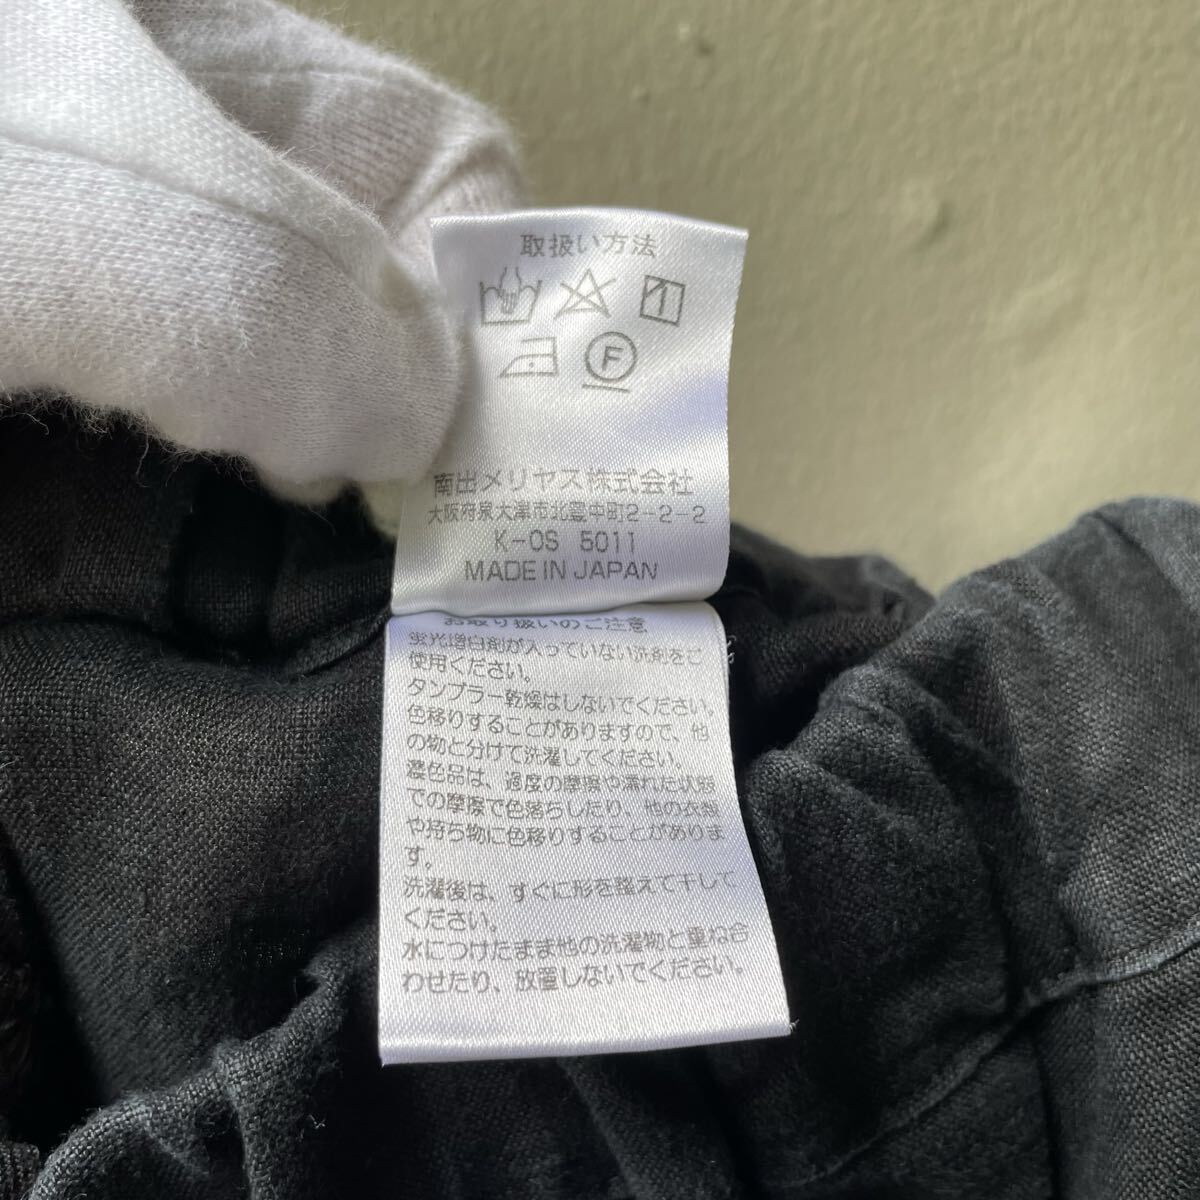 取扱い方法
F
南出メリヤス株式会社
大阪府泉大津市北豊中町2-2-2
K-OS 5011
MADE IN JAPAN
お取り扱いのご注意
蛍光増白剤が入っていない洗剤をご
使用ください。
タンブラー乾燥はしないでください。
色移りすることがありますので、他
の物と分けて洗濯してください。
濃色品は、過度の摩擦や濡れた状態
での摩擦で色落ちしたり、他の衣類
や持ち物に色移りすることがありま
す。
洗濯後は、すぐに形を整えて干して
ください。
水につけたまま他の洗濯物と重ね合
わせたり、放置しないでください。